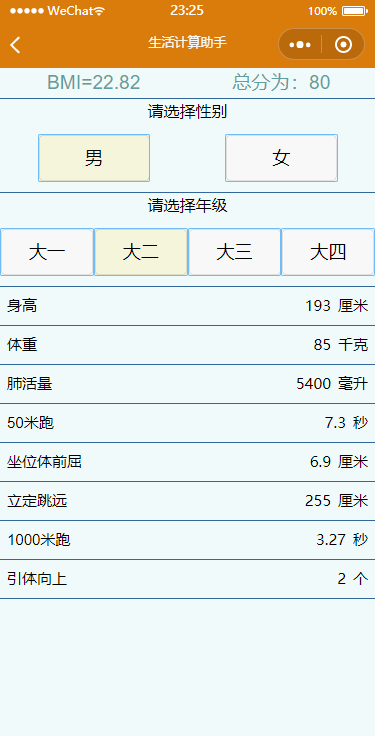 WeChat 23:25 100%
生活计算助手
BMI=22.82 总分为：80
请选择性别
男 女
请选择年级
大一 大二 大三 大四
身高 193 厘米
体重 85 千克
肺活量 5400 毫升
50米跑 7.3 秒
坐位体前屈 6.9 厘米
立定跳远 255 厘米
1000米跑 3.27 秒
引体向上 2 个